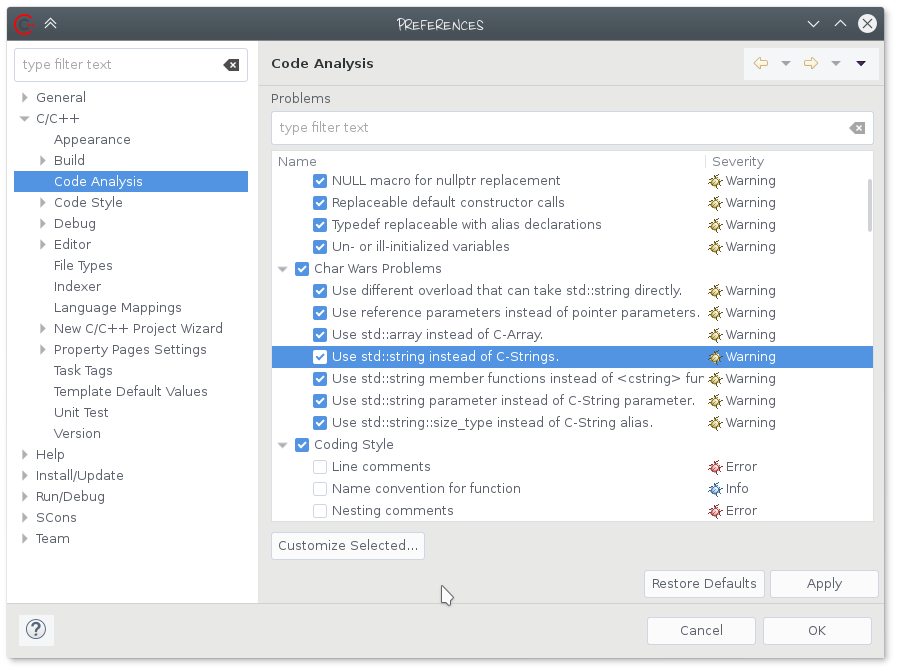 PREFERENCES
type filter text
General
C/C++
Appearance
Build
Code Analysis
Code Style
Debug
Editor
File Types
Indexer
Language Mappings
New C/C++ Project Wizard
Property Pages Settings
Task Tags
Template Default Values
Unit Test
Version
Help
Install/Update
Run/Debug
SCons
Team
Code Analysis
Problems
type filter text
Name Severity
NULL macro for nullptr replacement Warning
Replaceable default constructor calls Warning
Typedef replaceable with alias declarations Warning
Un- or ill-initialized variables Warning
Char Wars Problems
Use different overload that can take std::string directly. Warning
Use reference parameters instead of pointer parameters. Warning
Use std::array instead of C-Array. Warning
Use std::string instead of C-Strings. Warning
Use std::string member functions instead of <cstring> fur Warning
Use std::string parameter instead of C-String parameter. Warning
Use std::string::size_type instead of C-String alias. Warning
Coding Style
Line comments Error
Name convention for function Info
Nesting comments Error
Customize Selected...
Restore Defaults Apply
? Cancel OK